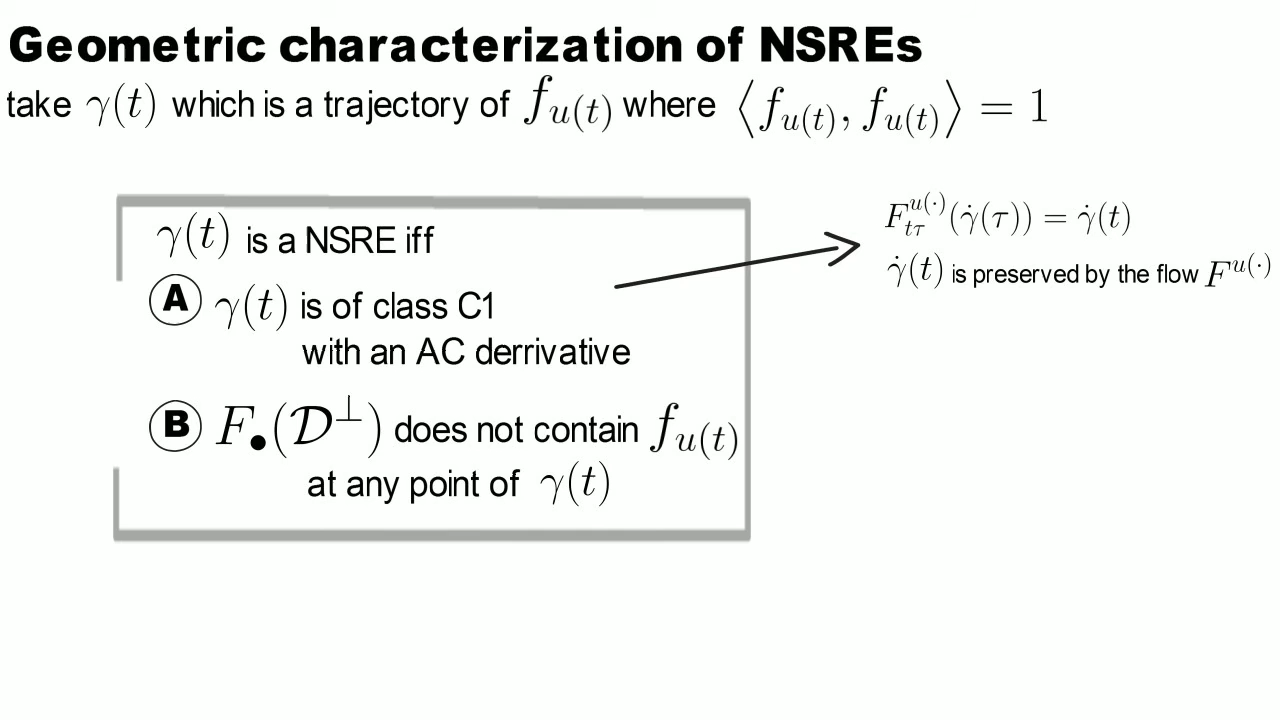 Geometric characterization of NSREs
take γ(t) which is a trajectory of f_{u(t)} where ⟨f_{u(t)}, f_{u(t)}⟩ = 1
γ(t) is a NSRE iff
A γ(t) is of class C1
with an AC derrivative
B F_•(𝒟^⊥) does not contain f_{u(t)}
at any point of γ(t)
F_{tτ}^{u(·)}(γ̇(τ)) = γ̇(t)
γ̇(t) is preserved by the flow F^{u(·)}